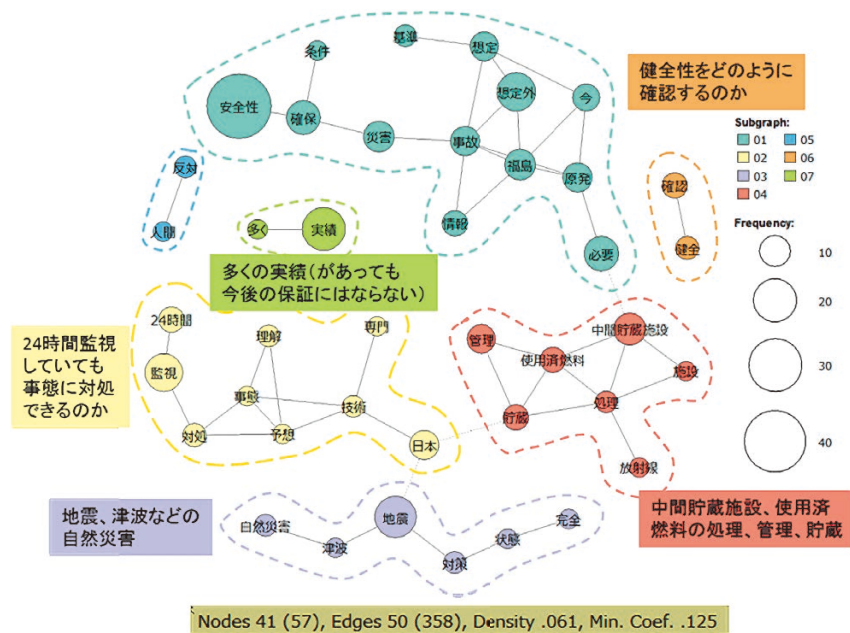 基準
想定
条件
健全性をどのように
確認するのか
想定外
今
安全性
確保
Subgraph:
01 05
02 06
03 07
04
災害
事故
福島
原発
反対
確認
人間
情報
必要
健全
多く
実績
Frequency:
10
20
30
40
多くの実績(があっても
今後の保証にはならない)
24時間監視
していても
事態に対処
できるのか
24時間
理解
専門
監視
事態
技術
対処
予想
日本
管理
中間貯蔵施設
使用済燃料
施設
貯蔵
処理
放射線
中間貯蔵施設、使用済
燃料の処理、管理、貯蔵
地震、津波などの
自然災害
自然災害
地震
津波
対策
状態
完全
Nodes 41 (57), Edges 50 (358), Density .061, Min. Coef. .125